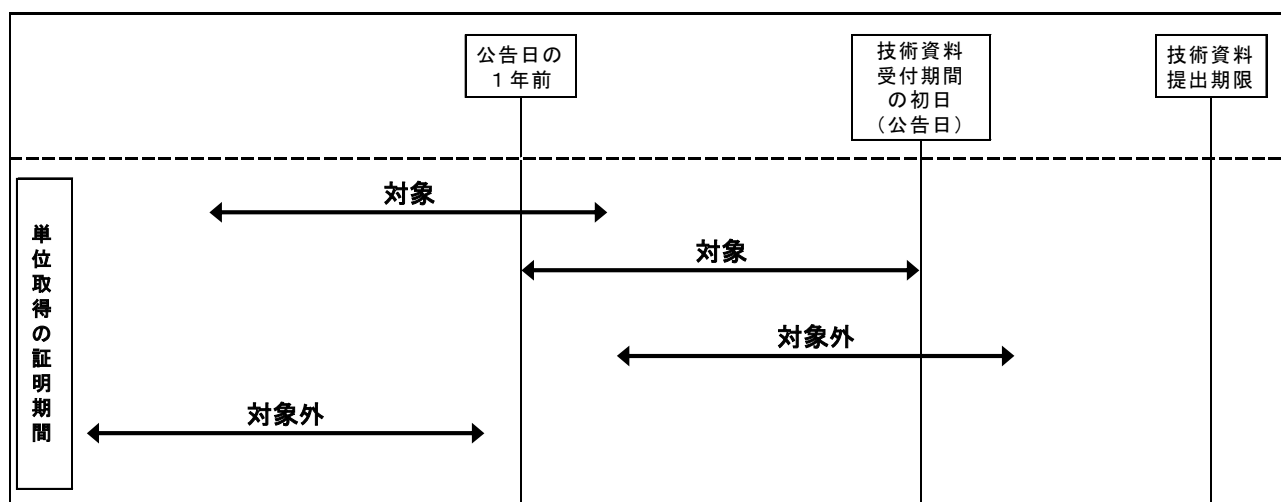 公告日の
１年前
技術資料
受付期間
の初日
（公告日）
技術資料
提出期限
単位取得の証明期間
対象
対象
対象外
対象外